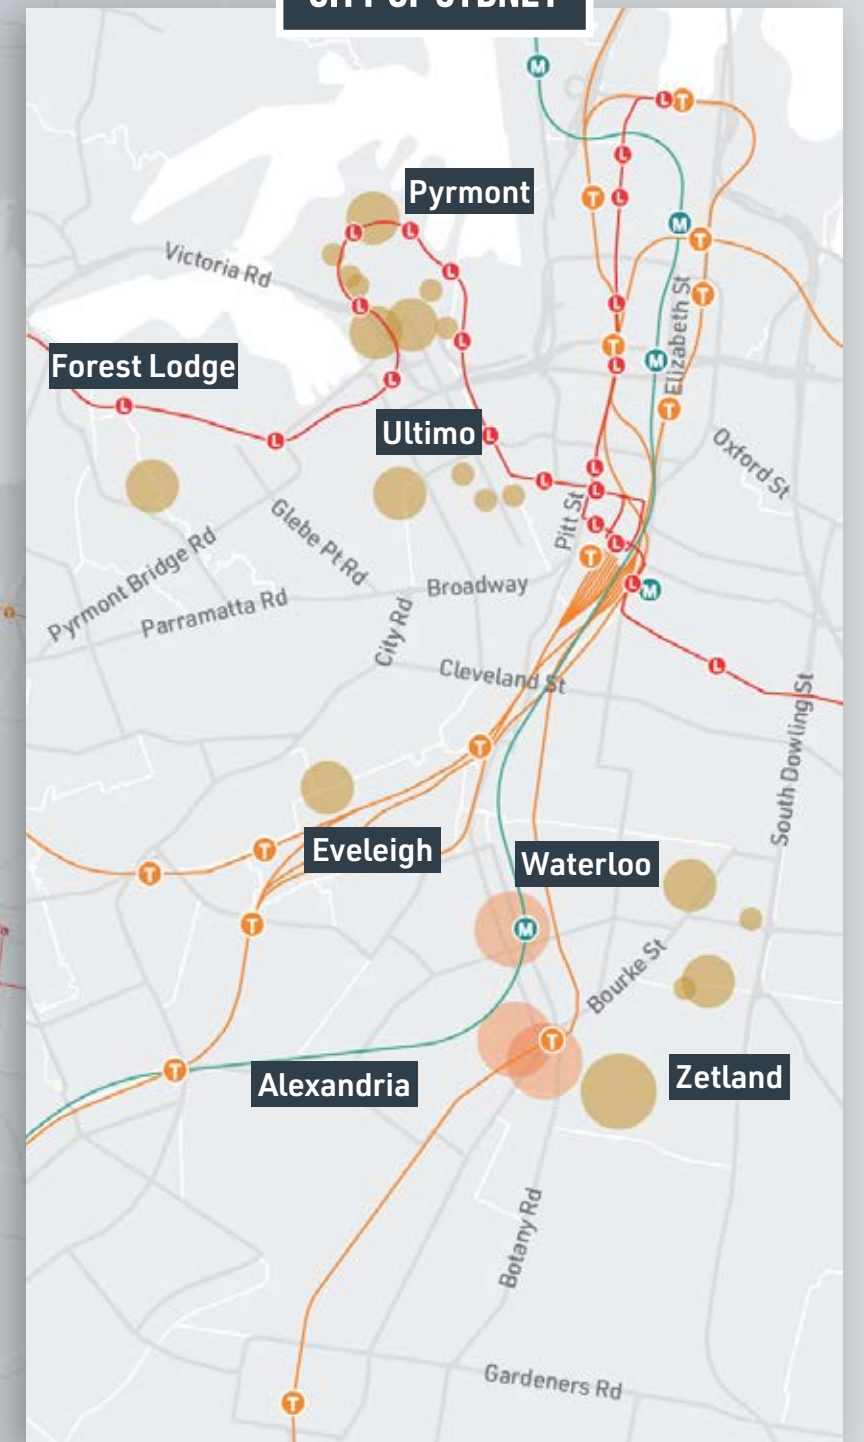 CITY OF SYDNEY
M
L
T
L
Pyrmont
T
L
L
L
M
T
Victoria Rd
L
L
T
Elizabeth St
L
L
T
L
M
Forest Lodge
L
L
T
L
Ultimo
L
L
Oxford St
L
L
L
Pitt St
L
L
Glebe Pt Rd
Pyrmont Bridge Rd
T
L
M
Broadway
Parramatta Rd
City Rd
L
Cleveland St
South Dowling St
T
Eveleigh
T
T
Waterloo
T
M
Bourke St
T
T
Alexandria
Zetland
Botany Rd
Gardeners Rd
T